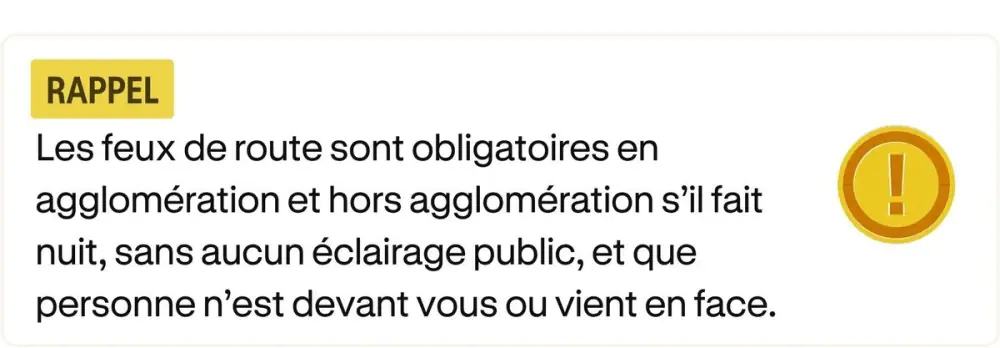 RAPPEL
Les feux de route sont obligatoires en
agglomération et hors agglomération s’il fait
nuit, sans aucun éclairage public, et que
personne n’est devant vous ou vient en face.
!